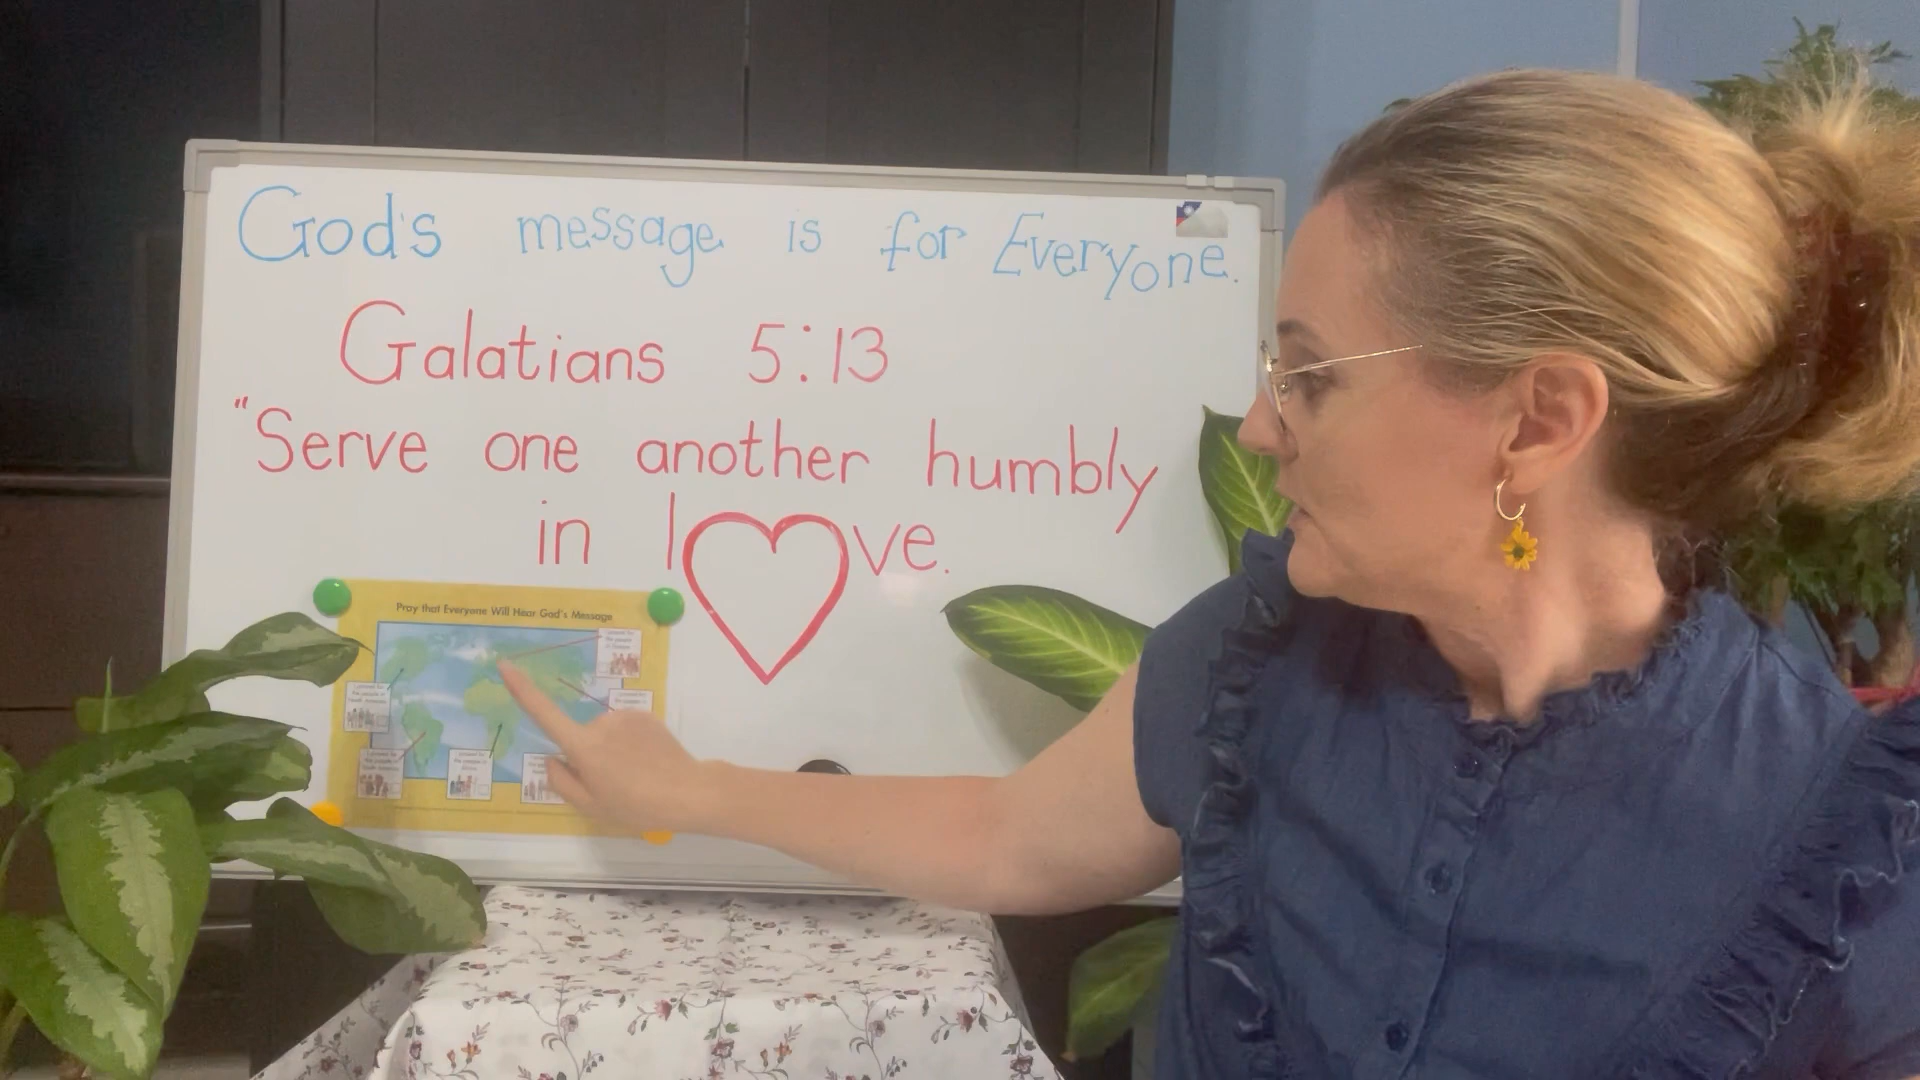 God's message is for Everyone.
Galatians 5:13
"Serve one another humbly
in love.
Pray that Everyone Will Hear God's Message